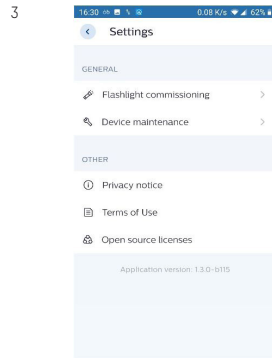 3
16:30
0.08 K/s 62%
Settings
GENERAL
Flashlight commissioning
Device maintenance
OTHER
Privacy notice
Terms of Use
Open source licenses
Application version: 1.3.0-b115